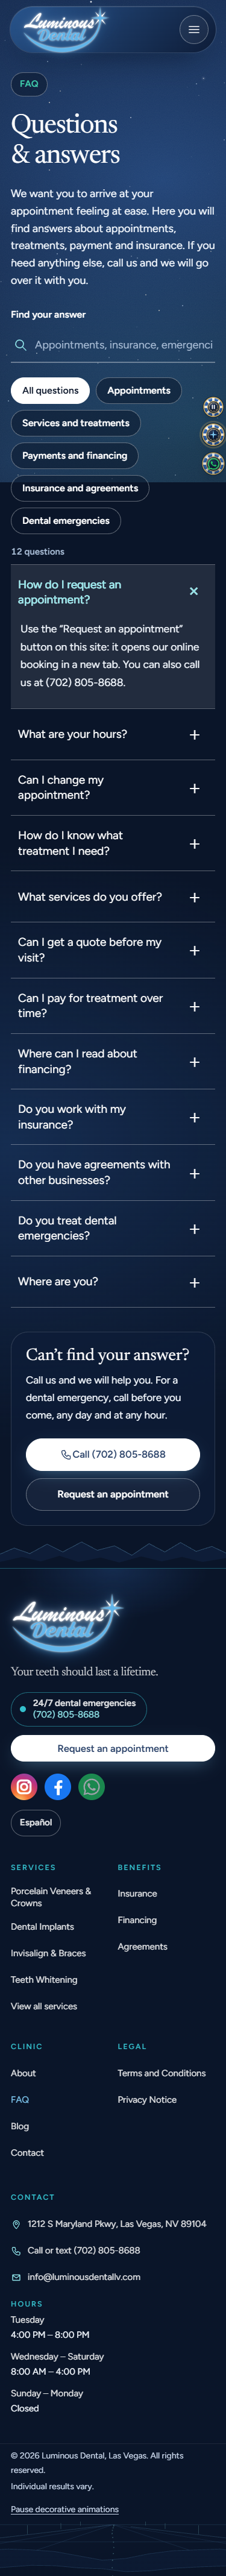 Luminous
Dental
FAQ
Questions
& answers
We want you to arrive at your
appointment feeling at ease. Here you will
find answers about appointments,
treatments, payment and insurance. If you
need anything else, call us and we will go
over it with you.
Find your answer
Appointments, insurance, emergenci
All questions
Appointments
Services and treatments
Payments and financing
Insurance and agreements
Dental emergencies
12 questions
How do I request an
appointment?
Use the “Request an appointment”
button on this site: it opens our online
booking in a new tab. You can also call
us at (702) 805-8688.
What are your hours?
Can I change my
appointment?
How do I know what
treatment I need?
What services do you offer?
Can I get a quote before my
visit?
Can I pay for treatment over
time?
Where can I read about
financing?
Do you work with my
insurance?
Do you have agreements with
other businesses?
Do you treat dental
emergencies?
Where are you?
Can’t find your answer?
Call us and we will help you. For a
dental emergency, call before you
come, any day and at any hour.
Call (702) 805-8688
Request an appointment
Luminous
Dental
Your teeth should last a lifetime.
24/7 dental emergencies
(702) 805-8688
Request an appointment
Español
SERVICES
Porcelain Veneers &
Crowns
Dental Implants
Invisalign & Braces
Teeth Whitening
View all services
BENEFITS
Insurance
Financing
Agreements
CLINIC
About
FAQ
Blog
Contact
LEGAL
Terms and Conditions
Privacy Notice
CONTACT
1212 S Maryland Pkwy, Las Vegas, NV 89104
Call or text (702) 805-8688
info@luminousdentallv.com
HOURS
Tuesday
4:00 PM – 8:00 PM
Wednesday – Saturday
8:00 AM – 4:00 PM
Sunday – Monday
Closed
© 2026 Luminous Dental, Las Vegas. All rights
reserved.
Individual results vary.
Pause decorative animations